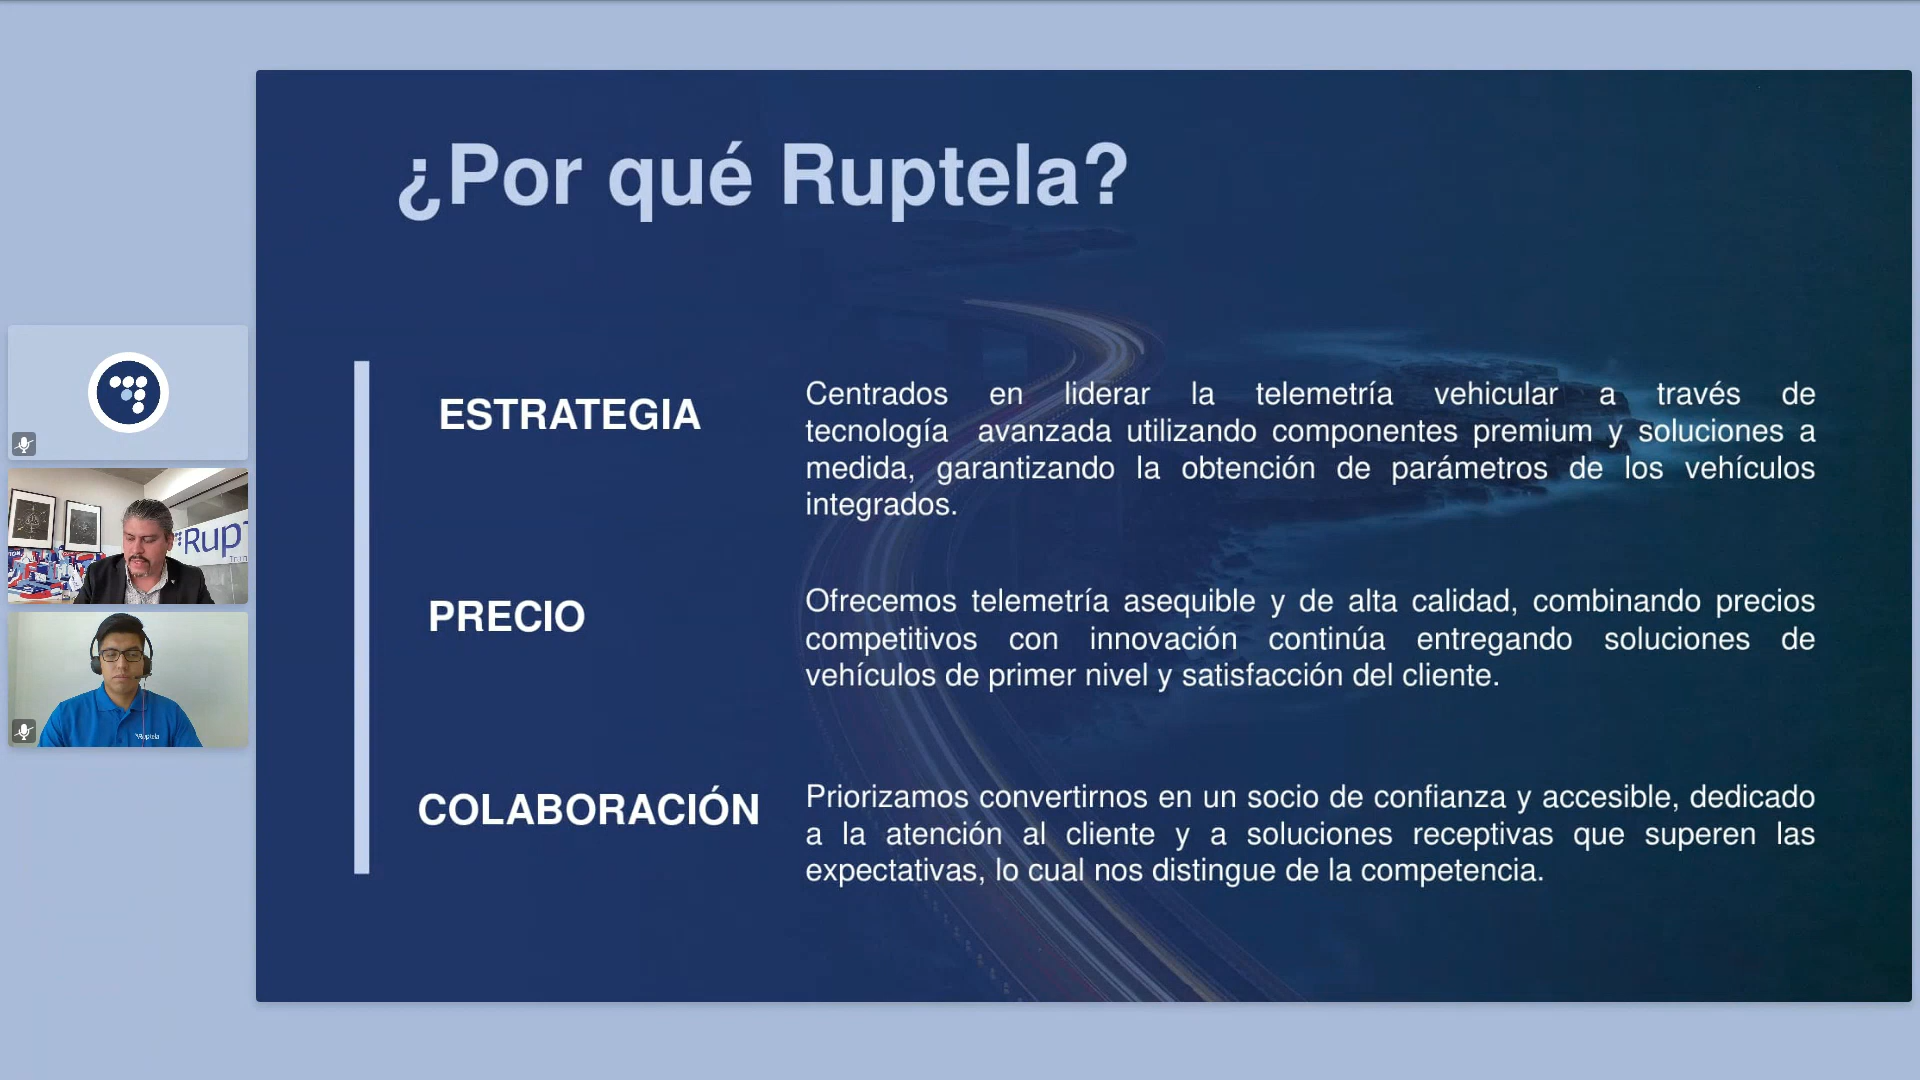 ¿Por qué Ruptela?
ESTRATEGIA
Centrados en liderar la telemetría vehicular a través de
tecnología avanzada utilizando componentes premium y soluciones a
medida, garantizando la obtención de parámetros de los vehículos
integrados.
PRECIO
Ofrecemos telemetría asequible y de alta calidad, combinando precios
competitivos con innovación continúa entregando soluciones de
vehículos de primer nivel y satisfacción del cliente.
COLABORACIÓN
Priorizamos convertirnos en un socio de confianza y accesible, dedicado
a la atención al cliente y a soluciones receptivas que superen las
expectativas, lo cual nos distingue de la competencia.
Rup
Ruptela